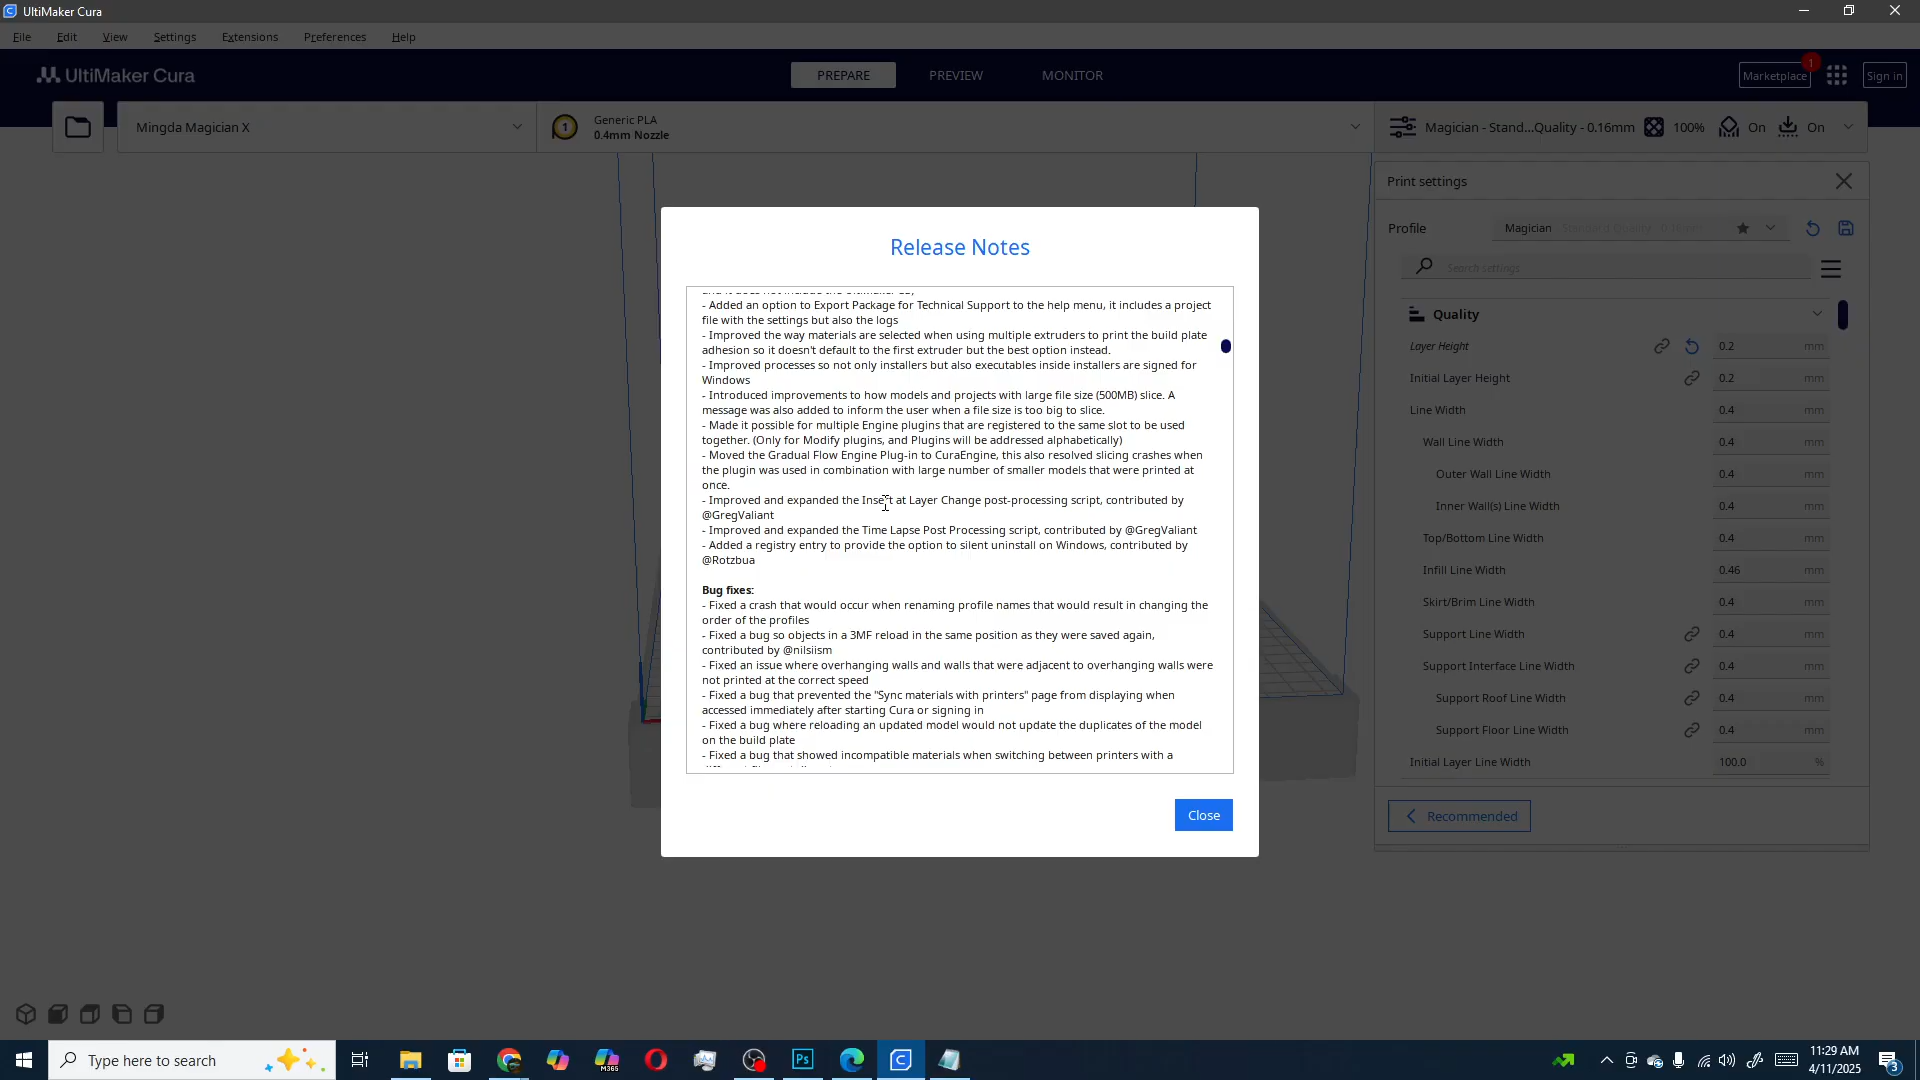 UltiMaker Cura
File Edit View Settings Extensions Preferences Help
UltiMaker Cura
PREPARE PREVIEW MONITOR
Marketplace 1
Sign in
Mingda Magician X
1 Generic PLA
0.4mm Nozzle
Magician - Stand...Quality - 0.16mm 100% On On
Print settings
Profile Magician Standard Quality - 0.16mm
Search settings
Quality
Layer Height 0.2 mm
Initial Layer Height 0.2 mm
Line Width 0.4 mm
Wall Line Width 0.4 mm
Outer Wall Line Width 0.4 mm
Inner Wall(s) Line Width 0.4 mm
Top/Bottom Line Width 0.4 mm
Infill Line Width 0.46 mm
Skirt/Brim Line Width 0.4 mm
Support Line Width 0.4 mm
Support Interface Line Width 0.4 mm
Support Roof Line Width 0.4 mm
Support Floor Line Width 0.4 mm
Initial Layer Line Width 100.0 %
Recommended
Release Notes
- Added an option to Export Package for Technical Support to the help menu, it includes a project
file with the settings but also the logs
- Improved the way materials are selected when using multiple extruders to print the build plate
adhesion so it doesn't default to the first extruder but the best option instead.
- Improved processes so not only installers but also executables inside installers are signed for
Windows
- Introduced improvements to how models and projects with large file size (500MB) slice. A
message was also added to inform the user when a file size is too big to slice.
- Made it possible for multiple Engine plugins that are registered to the same slot to be used
together. (Only for Modify plugins, and Plugins will be addressed alphabetically)
- Moved the Gradual Flow Engine Plug-in to CuraEngine, this also resolved slicing crashes when
the plugin was used in combination with large number of smaller models that were printed at
once.
- Improved and expanded the Insert at Layer Change post-processing script, contributed by
@GregValiant
- Improved and expanded the Time Lapse Post Processing script, contributed by @GregValiant
- Added a registry entry to provide the option to silent uninstall on Windows, contributed by
@Rotzbua
Bug fixes:
- Fixed a crash that would occur when renaming profile names that would result in changing the
order of the profiles
- Fixed a bug so objects in a 3MF reload in the same position as they were saved again,
contributed by @nilsiism
- Fixed an issue where overhanging walls and walls that were adjacent to overhanging walls were
not printed at the correct speed
- Fixed a bug that prevented the "Sync materials with printers" page from displaying when
accessed immediately after starting Cura or signing in
- Fixed a bug where reloading an updated model would not update the duplicates of the model
on the build plate
- Fixed a bug that showed incompatible materials when switching between printers with a
Close
Type here to search
M365
Ps
11:29 AM
4/11/2025
3